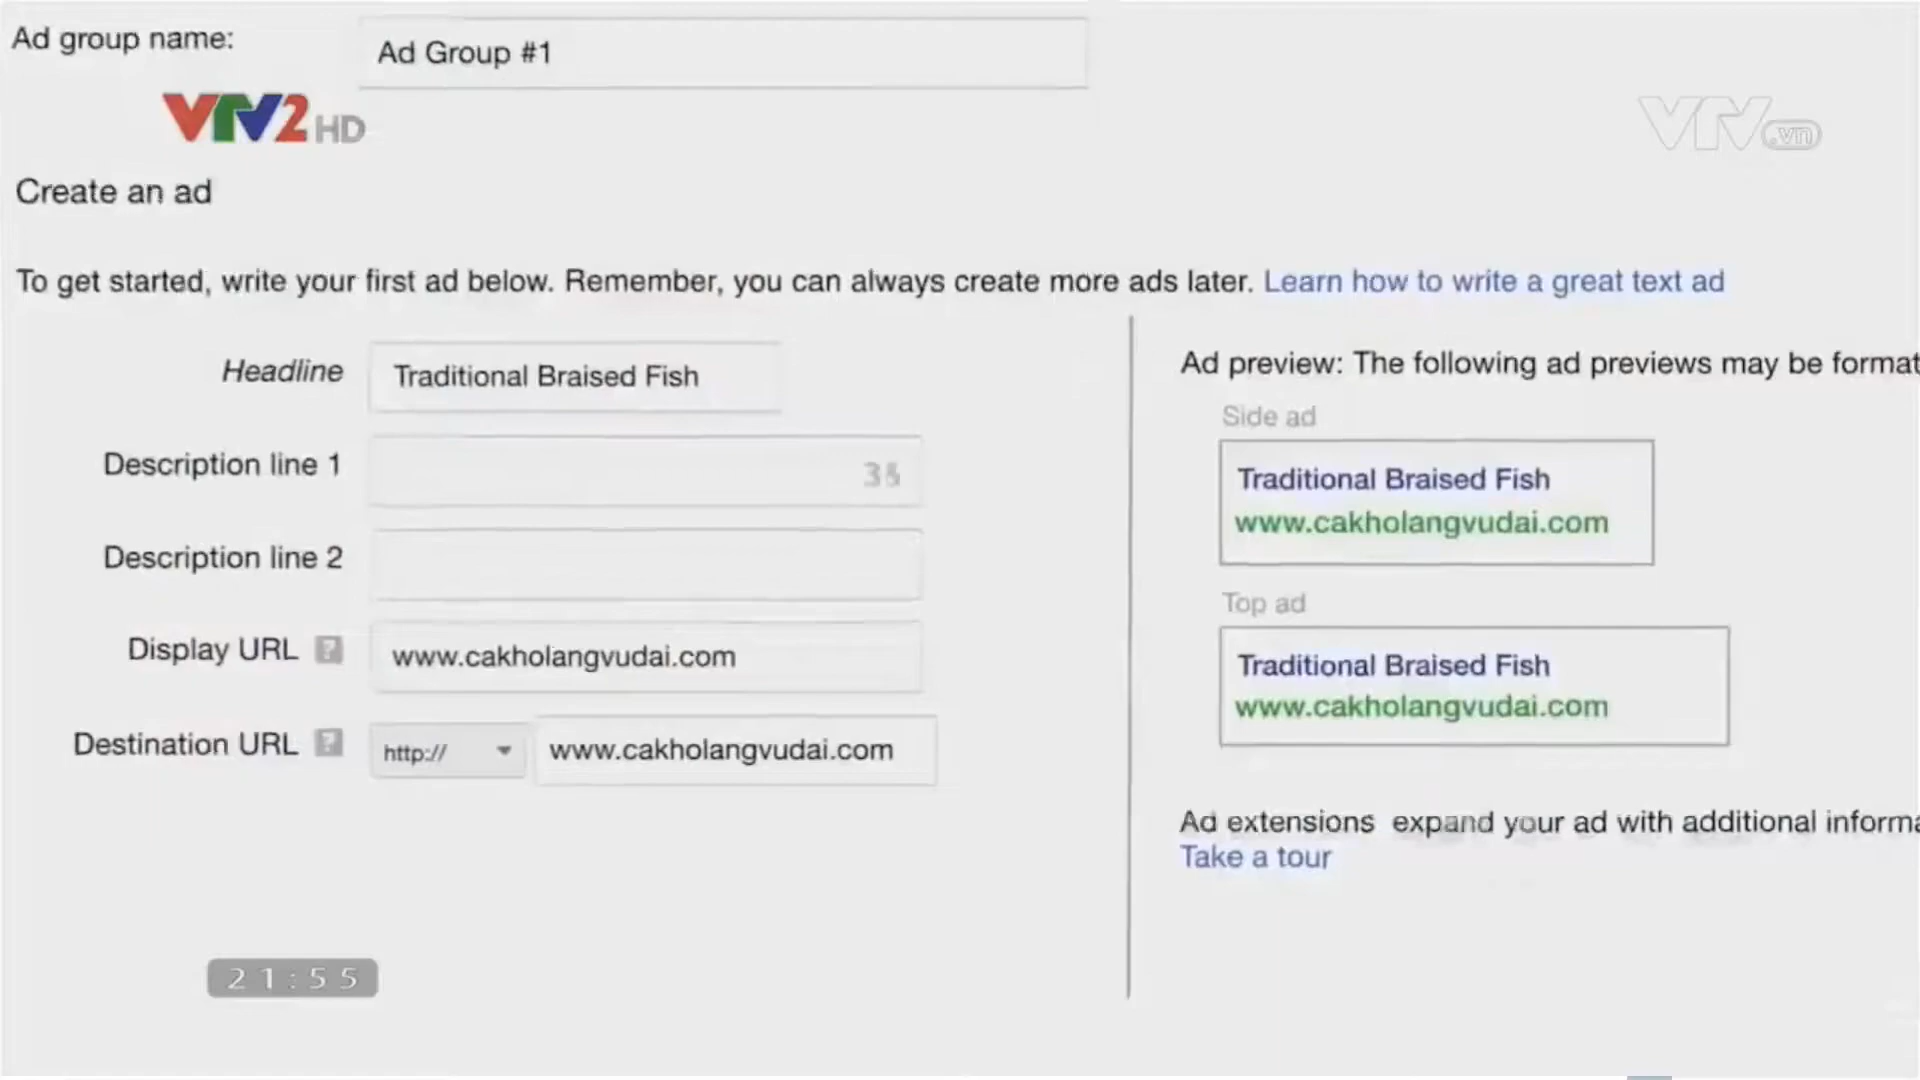 Ad group name: Ad Group #1
VTV2 HD
VTV.vn
Create an ad
To get started, write your first ad below. Remember, you can always create more ads later. Learn how to write a great text ad
Headline Traditional Braised Fish
Description line 1
Description line 2
Display URL ? www.cakholangvudai.com
Destination URL ? http:// www.cakholangvudai.com
Ad preview: The following ad previews may be format
Side ad
Traditional Braised Fish
www.cakholangvudai.com
Top ad
Traditional Braised Fish
www.cakholangvudai.com
Ad extensions expand your ad with additional informa
Take a tour
21:55